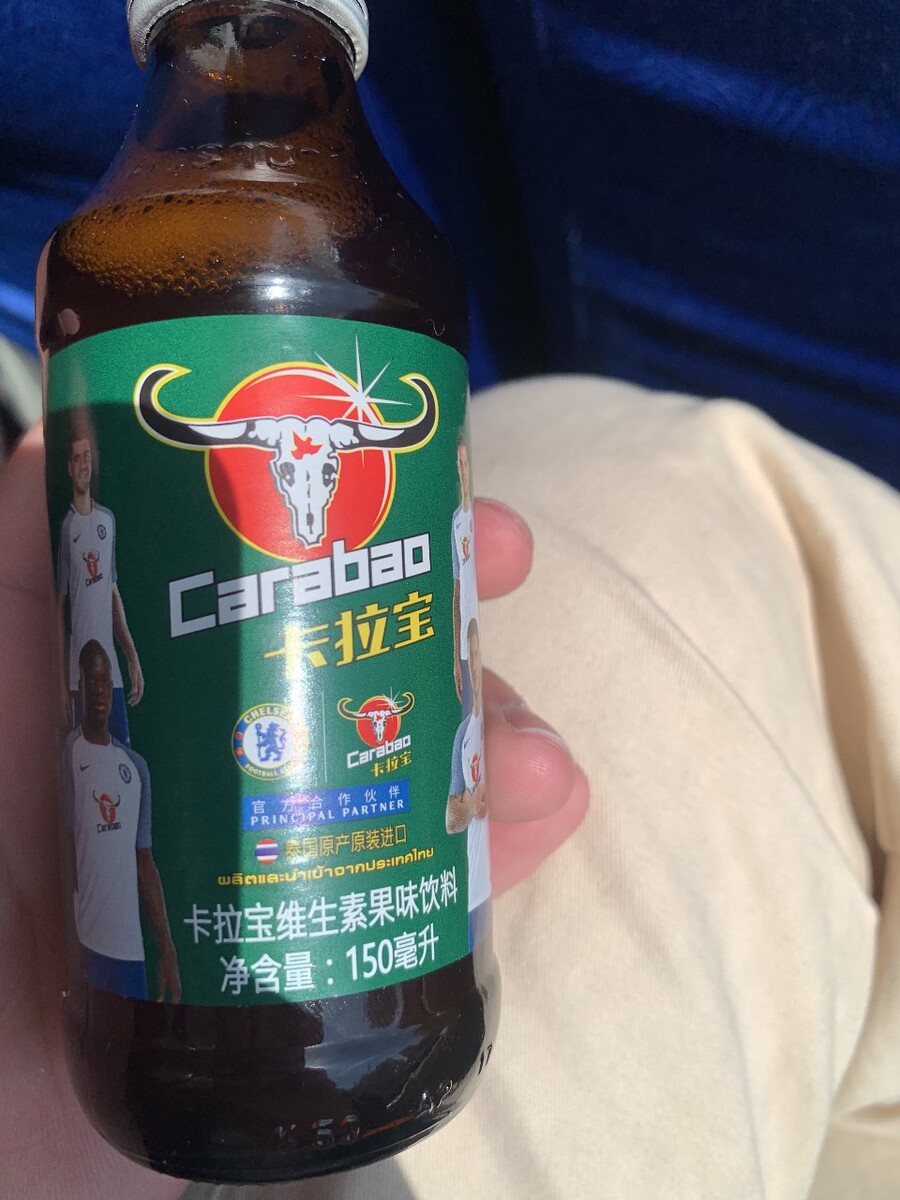 Carabao
卡拉宝
CHELSEA
FOOTBALL
Carabao
卡拉宝
官方合作伙伴
PRINCIPAL PARTNER
泰国原产原装进口
ผลิตและนำเข้าจากประเทศไทย
卡拉宝维生素果味饮料
净含量：150毫升